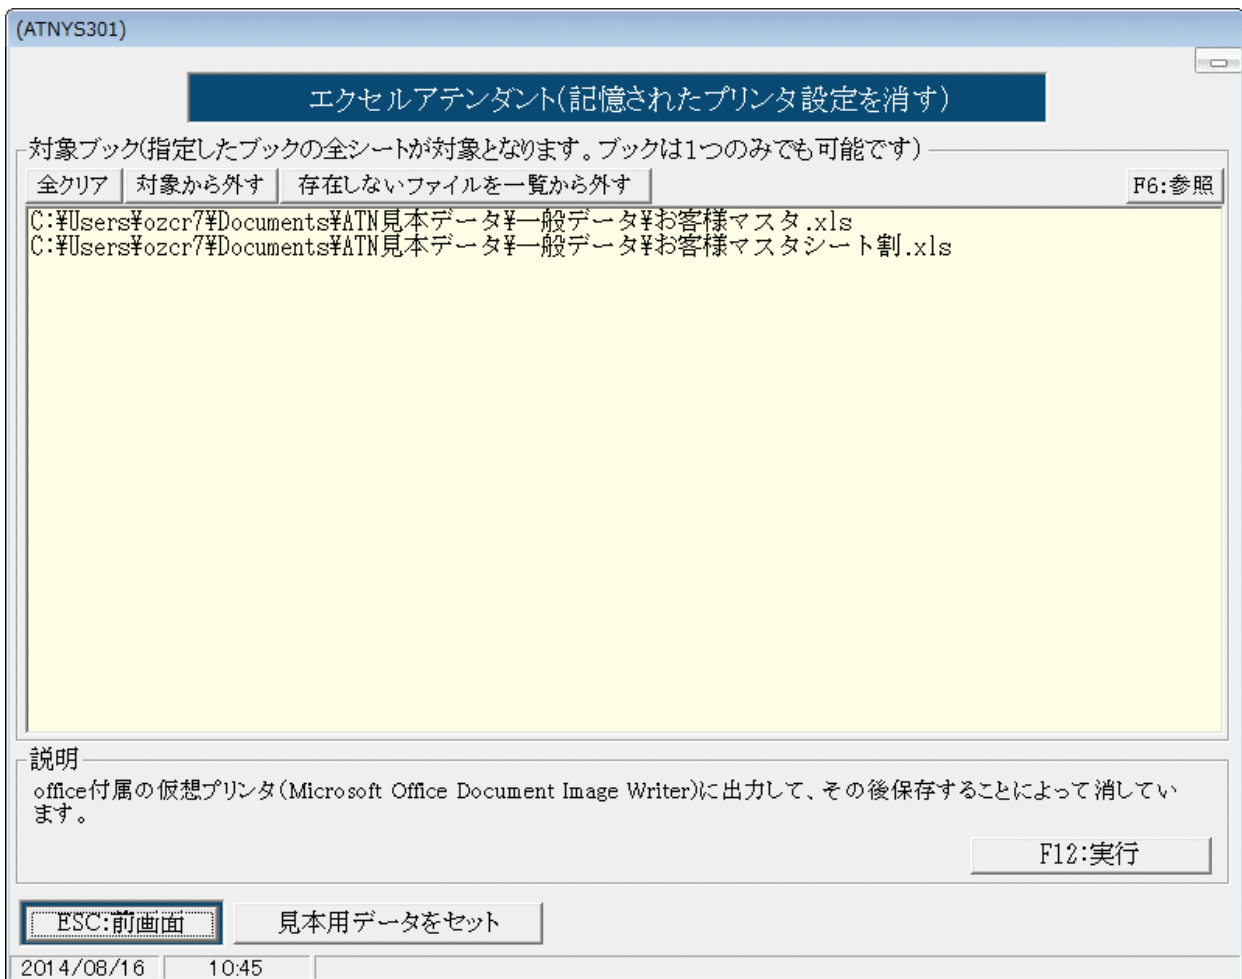 (ATNYS301)
エクセルアテンダント(記憶されたプリンタ設定を消す)
対象ブック(指定したブックの全シートが対象となります。ブックは1つのみでも可能です)
全クリア 対象から外す 存在しないファイルを一覧から外す F6:参照
C:¥Users¥ozcr7¥Documents¥ATN見本データ¥一般データ¥お客様マスタ.xls
C:¥Users¥ozcr7¥Documents¥ATN見本データ¥一般データ¥お客様マスタシート割.xls
説明
office付属の仮想プリンタ(Microsoft Office Document Image Writer)に出力して、その後保存することによって消してい
ます。
F12:実行
ESC:前画面 見本用データをセット
2014/08/16 10:45